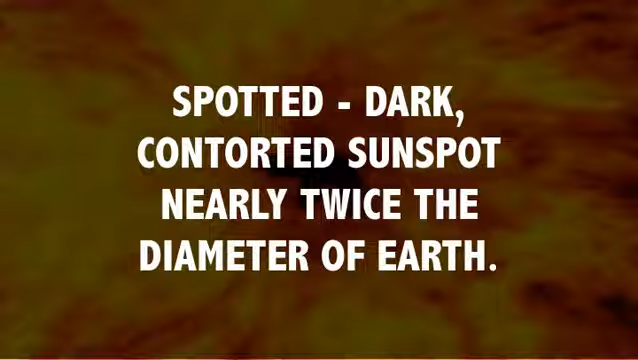 SPOTTED - DARK,
CONTORTED SUNSPOT
NEARLY TWICE THE
DIAMETER OF EARTH.